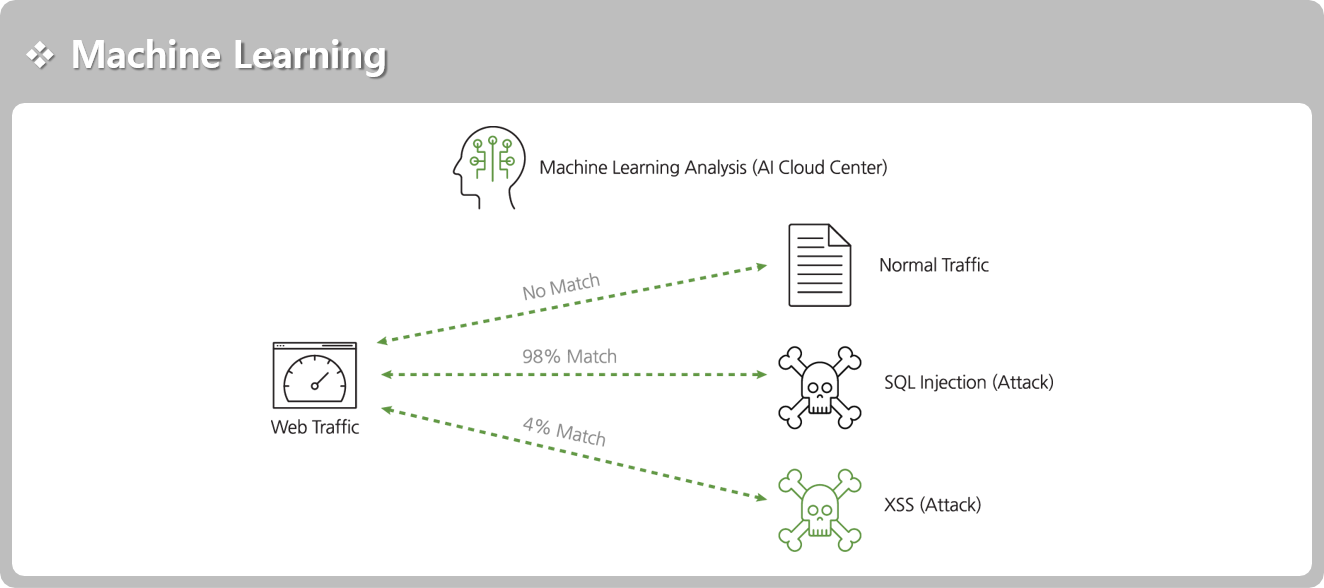 Machine Learning
Machine Learning Analysis (AI Cloud Center)
No Match
Normal Traffic
98% Match
SQL Injection (Attack)
Web Traffic
4% Match
XSS (Attack)